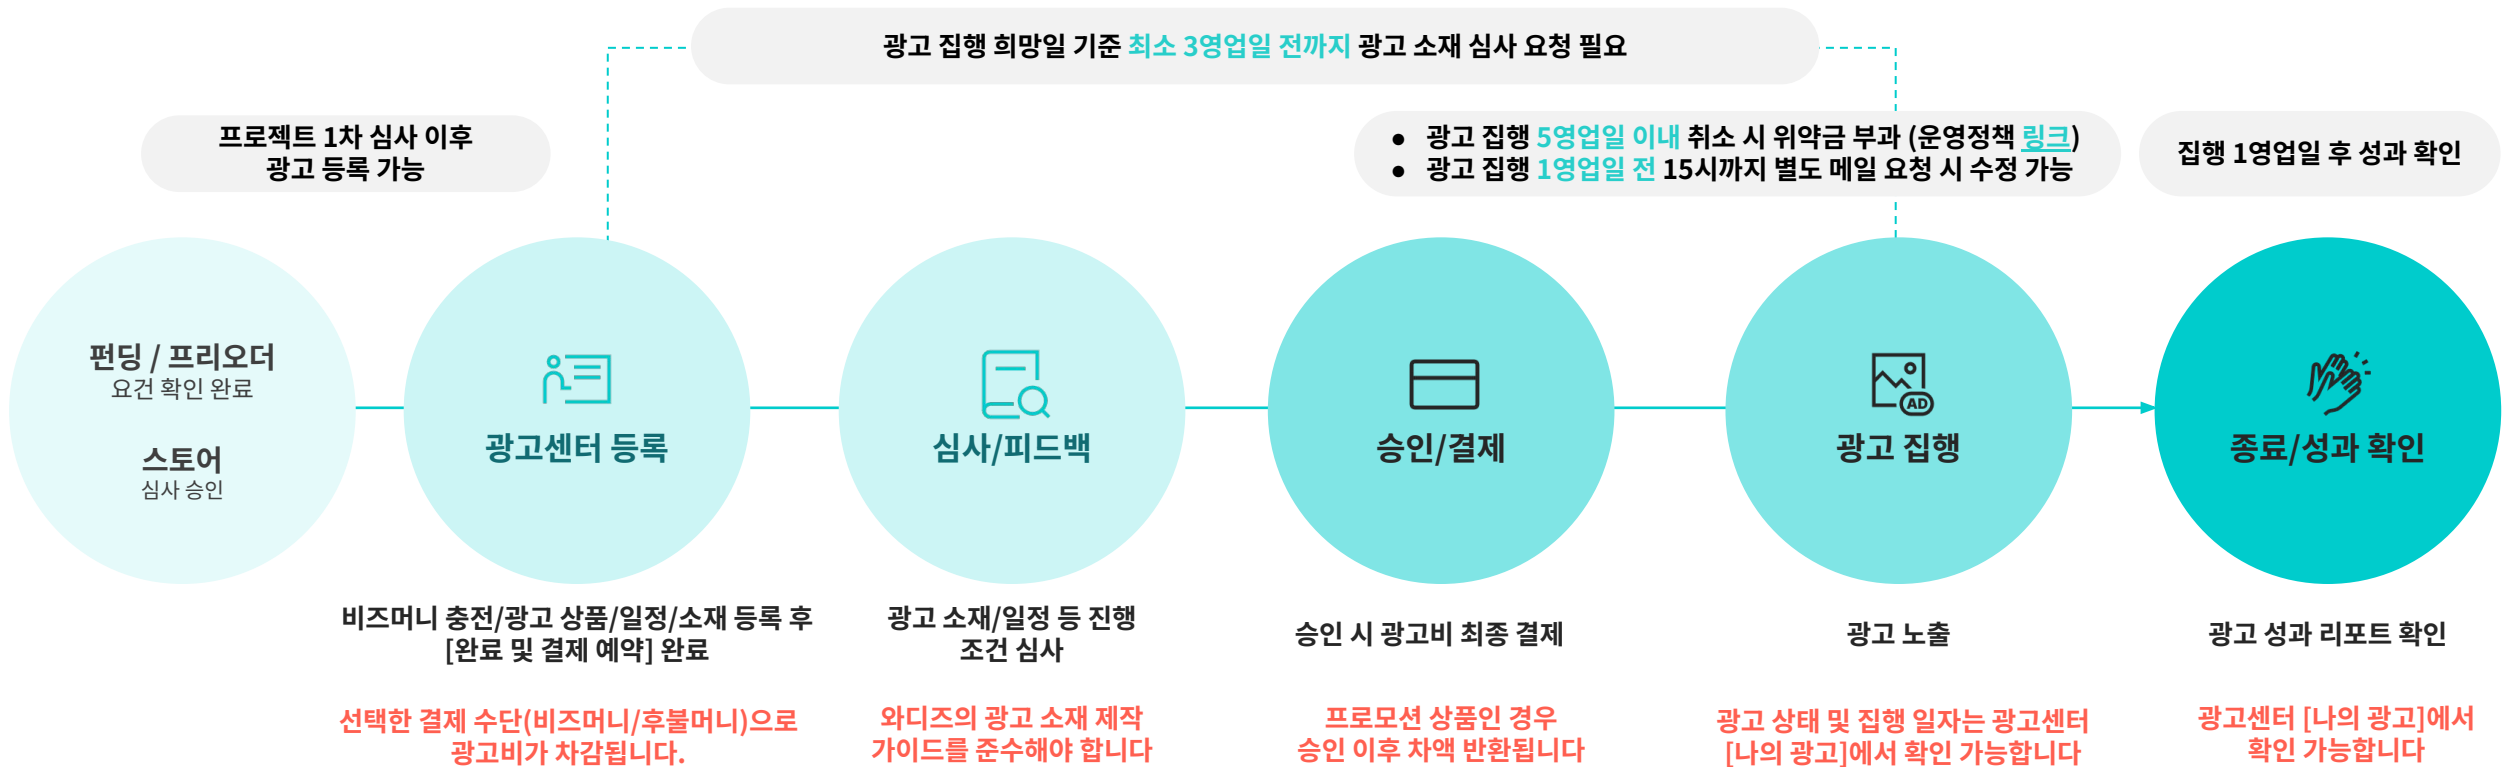 광고 집행 희망일 기준 최소 3영업일 전까지 광고 소재 심사 요청 필요
프로젝트 1차 심사 이후
광고 등록 가능
● 광고 집행 5영업일 이내 취소 시 위약금 부과 (운영정책 링크)
● 광고 집행 1영업일 전 15시까지 별도 메일 요청 시 수정 가능
집행 1영업일 후 성과 확인
펀딩 / 프리오더
요건 확인 완료
스토어
심사 승인
광고센터 등록
심사/피드백
승인/결제
AD
광고 집행
종료/성과 확인
비즈머니 충전/광고 상품/일정/소재 등록 후
[완료 및 결제 예약] 완료
선택한 결제 수단(비즈머니/후불머니)으로
광고비가 차감됩니다.
광고 소재/일정 등 진행
조건 심사
와디즈의 광고 소재 제작
가이드를 준수해야 합니다
승인 시 광고비 최종 결제
프로모션 상품인 경우
승인 이후 차액 반환됩니다
광고 노출
광고 상태 및 집행 일자는 광고센터
[나의 광고]에서 확인 가능합니다
광고 성과 리포트 확인
광고센터 [나의 광고]에서
확인 가능합니다